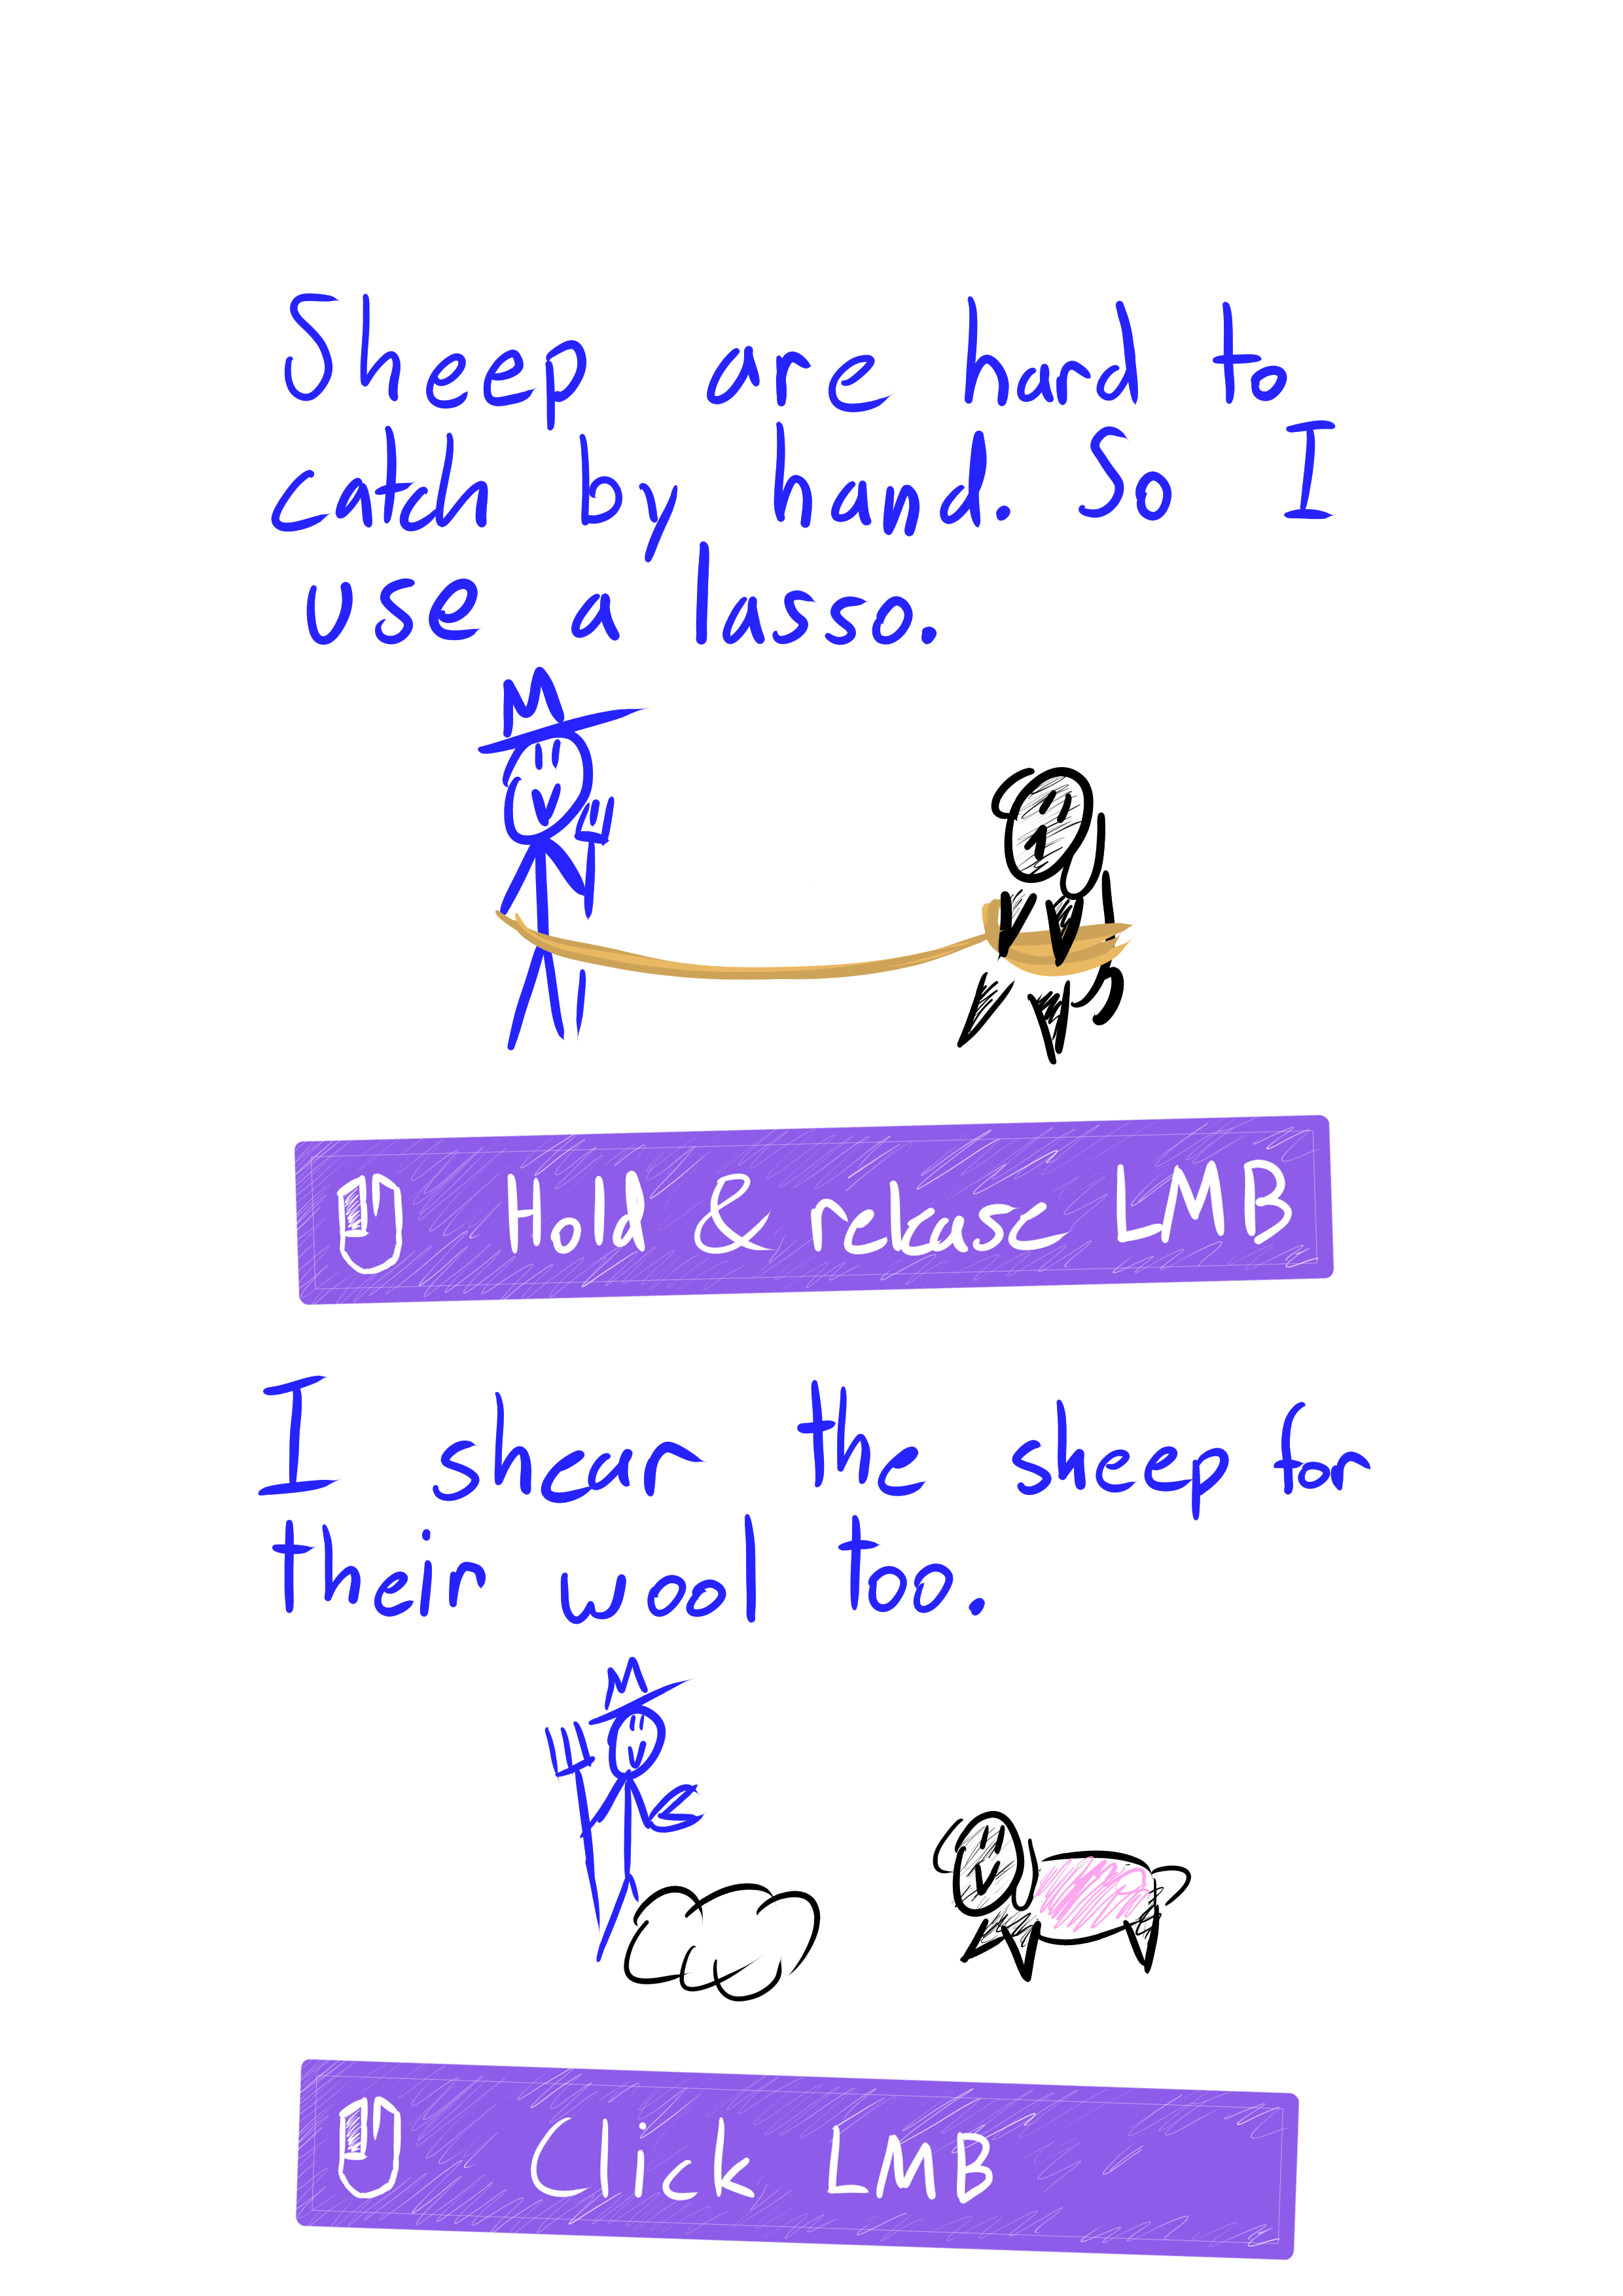 Sheep are hard to
catch by hand. So I
use a lasso.
Hold & release LMB
I shear the sheep for
their wool too.
Click LMB